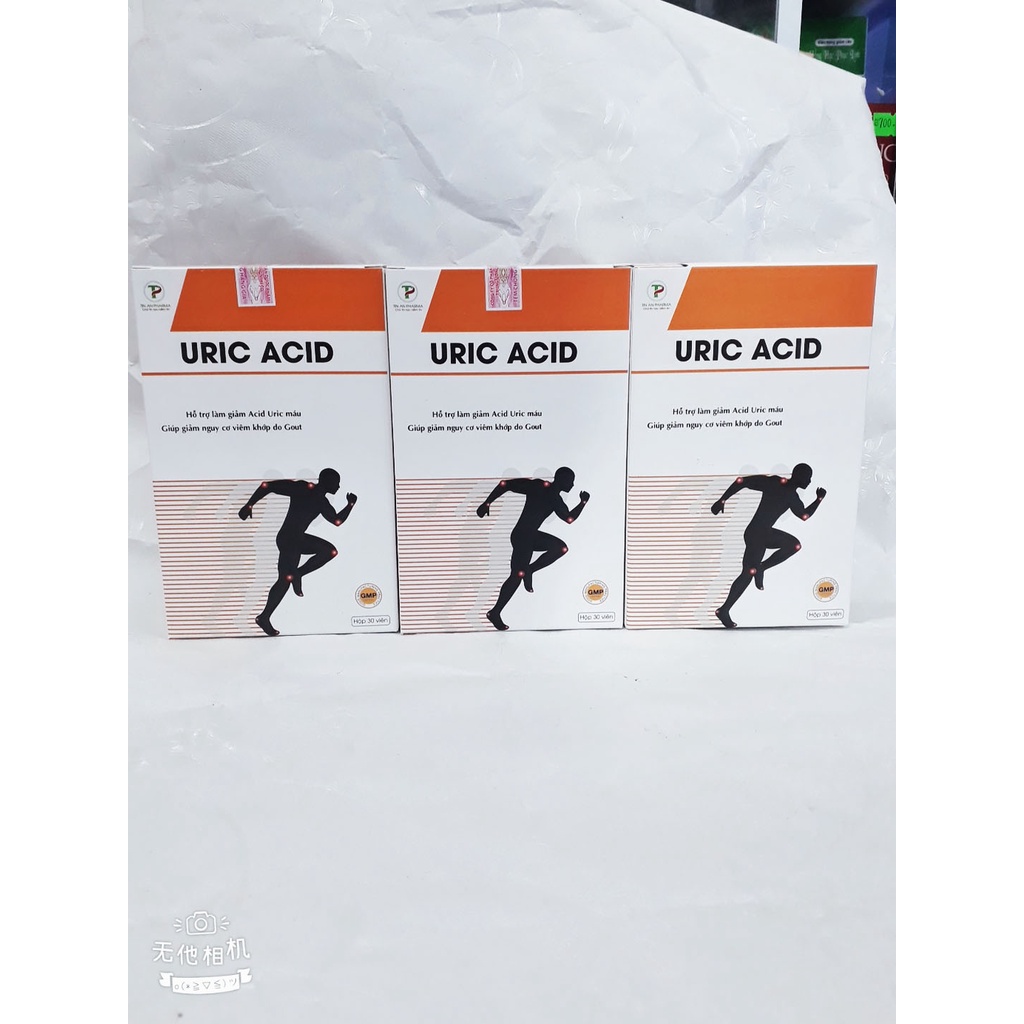 URIC ACID
Hỗ trợ làm giảm Acid Uric máu
Giúp giảm nguy cơ viêm khớp do Gout
GMP
Hộp 30 viên
URIC ACID
Hỗ trợ làm giảm Acid Uric máu
Giúp giảm nguy cơ viêm khớp do Gout
GMP
Hộp 30 viên
URIC ACID
Hỗ trợ làm giảm Acid Uric máu
Giúp giảm nguy cơ viêm khớp do Gout
GMP
Hộp 30 viên
无他相机